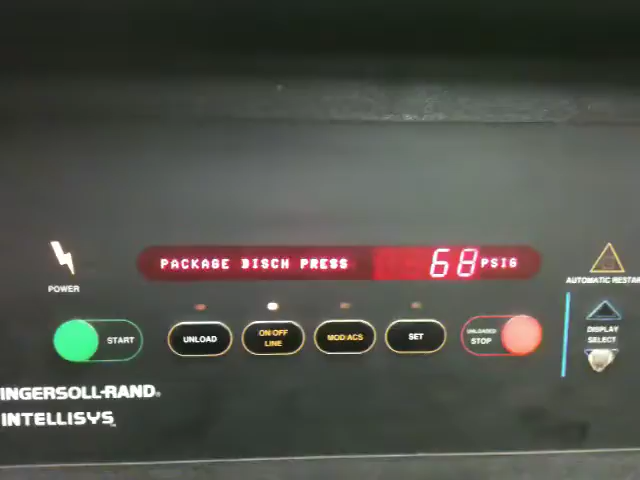 PACKAGE DISCH PRESS 68 PSIG
POWER
AUTOMATIC RESTAR
START
UNLOAD
ON/OFF
LINE
MOD/ACS
SET
UNLOADED
STOP
DISPLAY
SELECT
INGERSOLL-RAND®
INTELLISYS